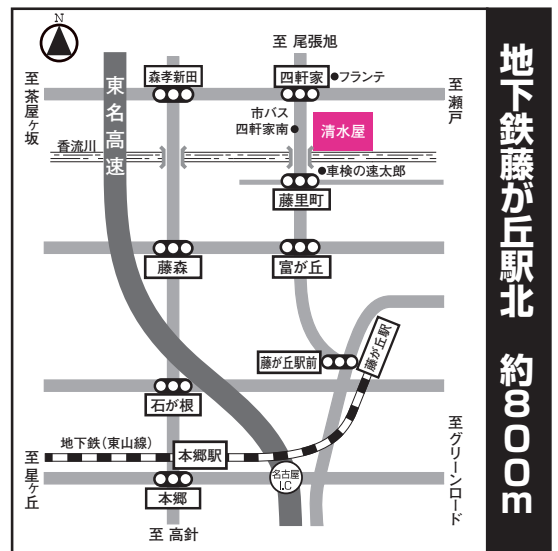 N
至 尾張旭
至 茶屋ヶ坂
東名高速
森孝新田
四軒家
フランテ
至 瀬戸
市バス
四軒家南
清水屋
香流川
車検の速太郎
藤里町
藤森
富が丘
藤が丘駅前
藤が丘駅
石が根
地下鉄(東山線)
本郷駅
至 星ヶ丘
名古屋
I.C
本郷
至 高針
至 グリーンロード
地下鉄藤が丘駅北 約800m